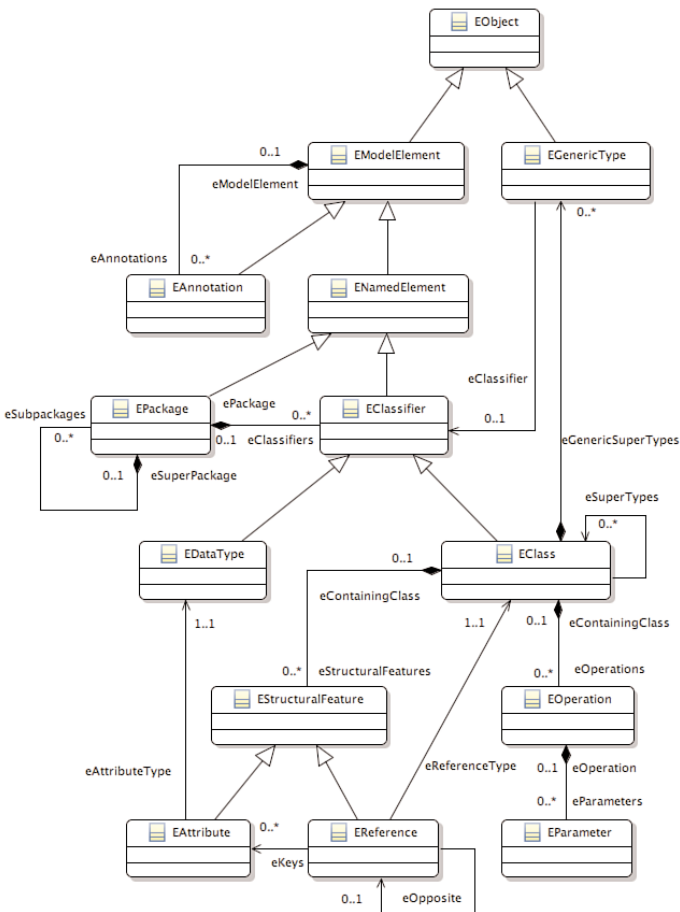 EObject
EModelElement
EGenericType
0..1
eModelElement
0..*
eAnnotations
0..*
EAnnotation
ENamedElement
eClassifier
0..1
EPackage
ePackage
0..*
EClassifier
eSubpackages
0..*
0..1
eClassifiers
eGenericSuperTypes
0..1
eSuperPackage
eSuperTypes
0..*
EDataType
EClass
0..1
eContainingClass
1..1
1..1
0..1
eContainingClass
0..*
eStructuralFeatures
0..*
eOperations
EStructuralFeature
EOperation
eAttributeType
eReferenceType
0..1
eOperation
0..*
eParameters
EAttribute
0..*
EReference
EParameter
eKeys
0..1
eOpposite